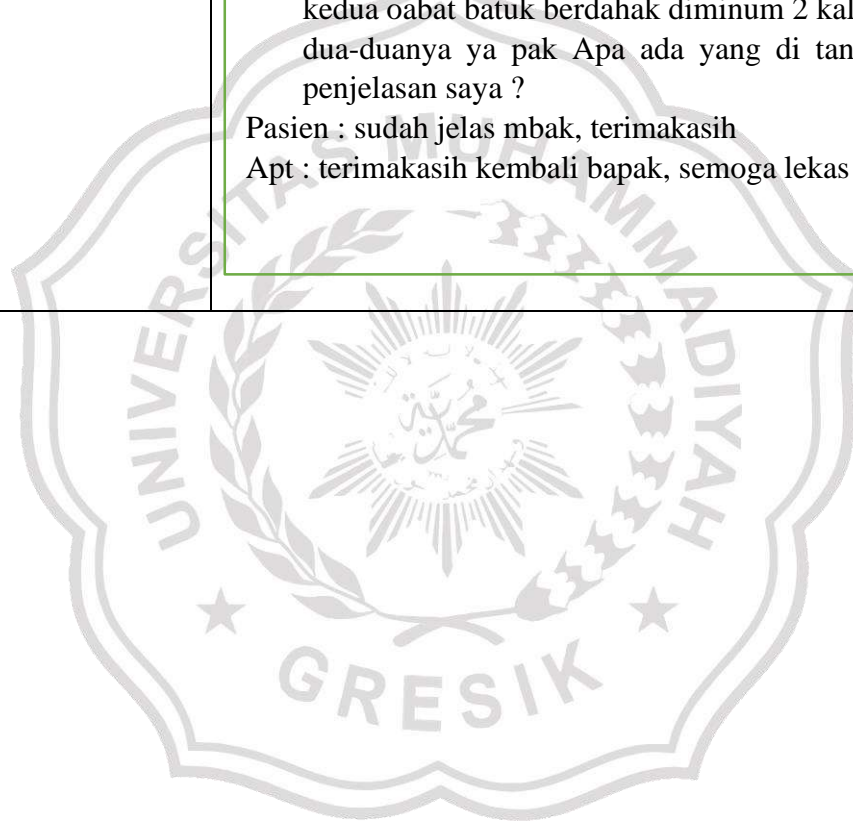 kedua oabat batuk berdahak diminum 2 kal
dua-duanya ya pak Apa ada yang di tan
penjelasan saya ?
Pasien : sudah jelas mbak, terimakasih
Apt : terimakasih kembali bapak, semoga lekas
UNIVERSITAS MUHAMMADIYAH
GRESIK